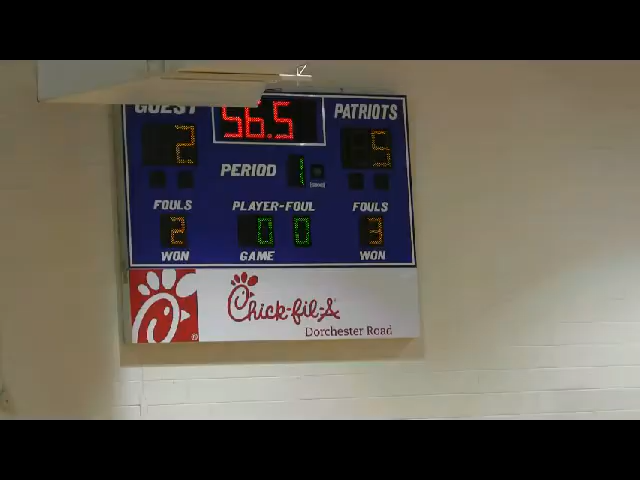 GUEST 56.5 PATRIOTS
2 5
PERIOD 1
FOULS PLAYER-FOUL FOULS
2 0 0 3
WON GAME WON
Chick-fil-A
Dorchester Road